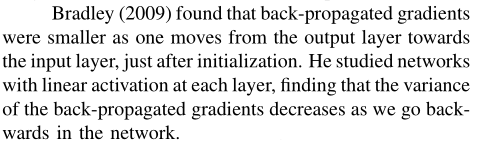 Bradley (2009) found that back-propagated gradients
were smaller as one moves from the output layer towards
the input layer, just after initialization. He studied networks
with linear activation at each layer, finding that the variance
of the back-propagated gradients decreases as we go back-
wards in the network.